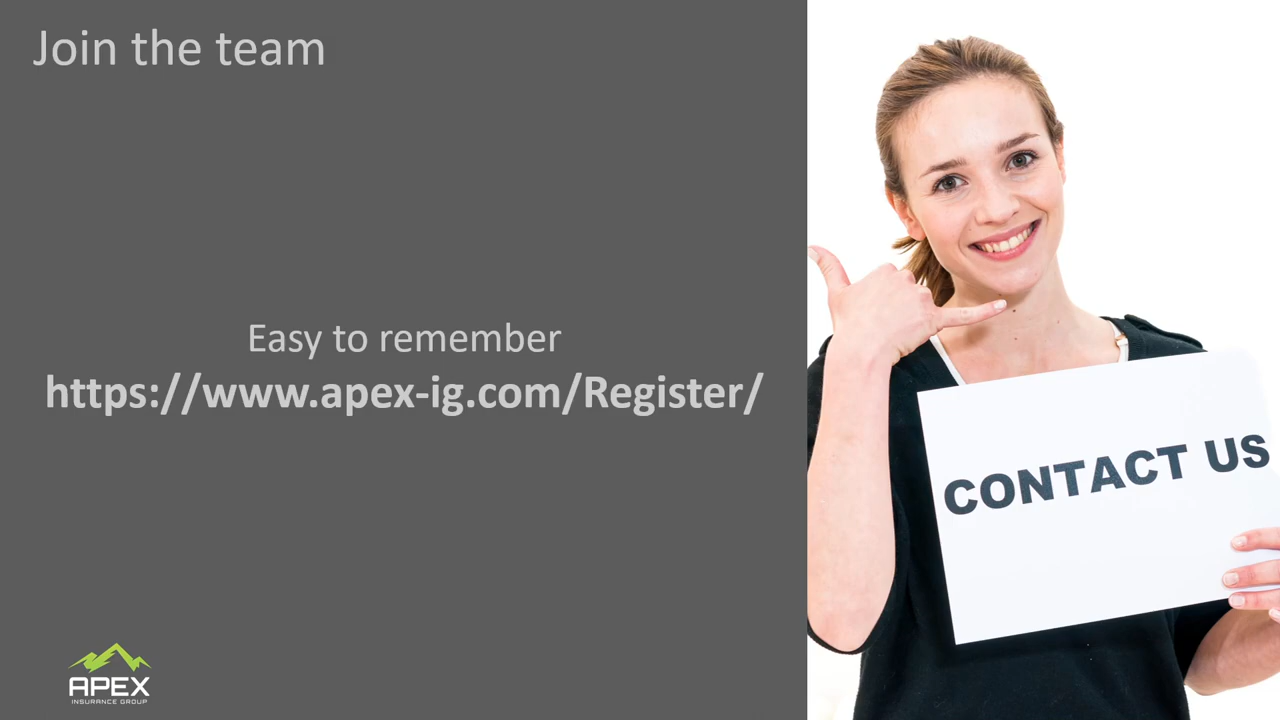 Join the team
Easy to remember
https://www.apex-ig.com/Register/
CONTACT US
APEX
INSURANCE GROUP